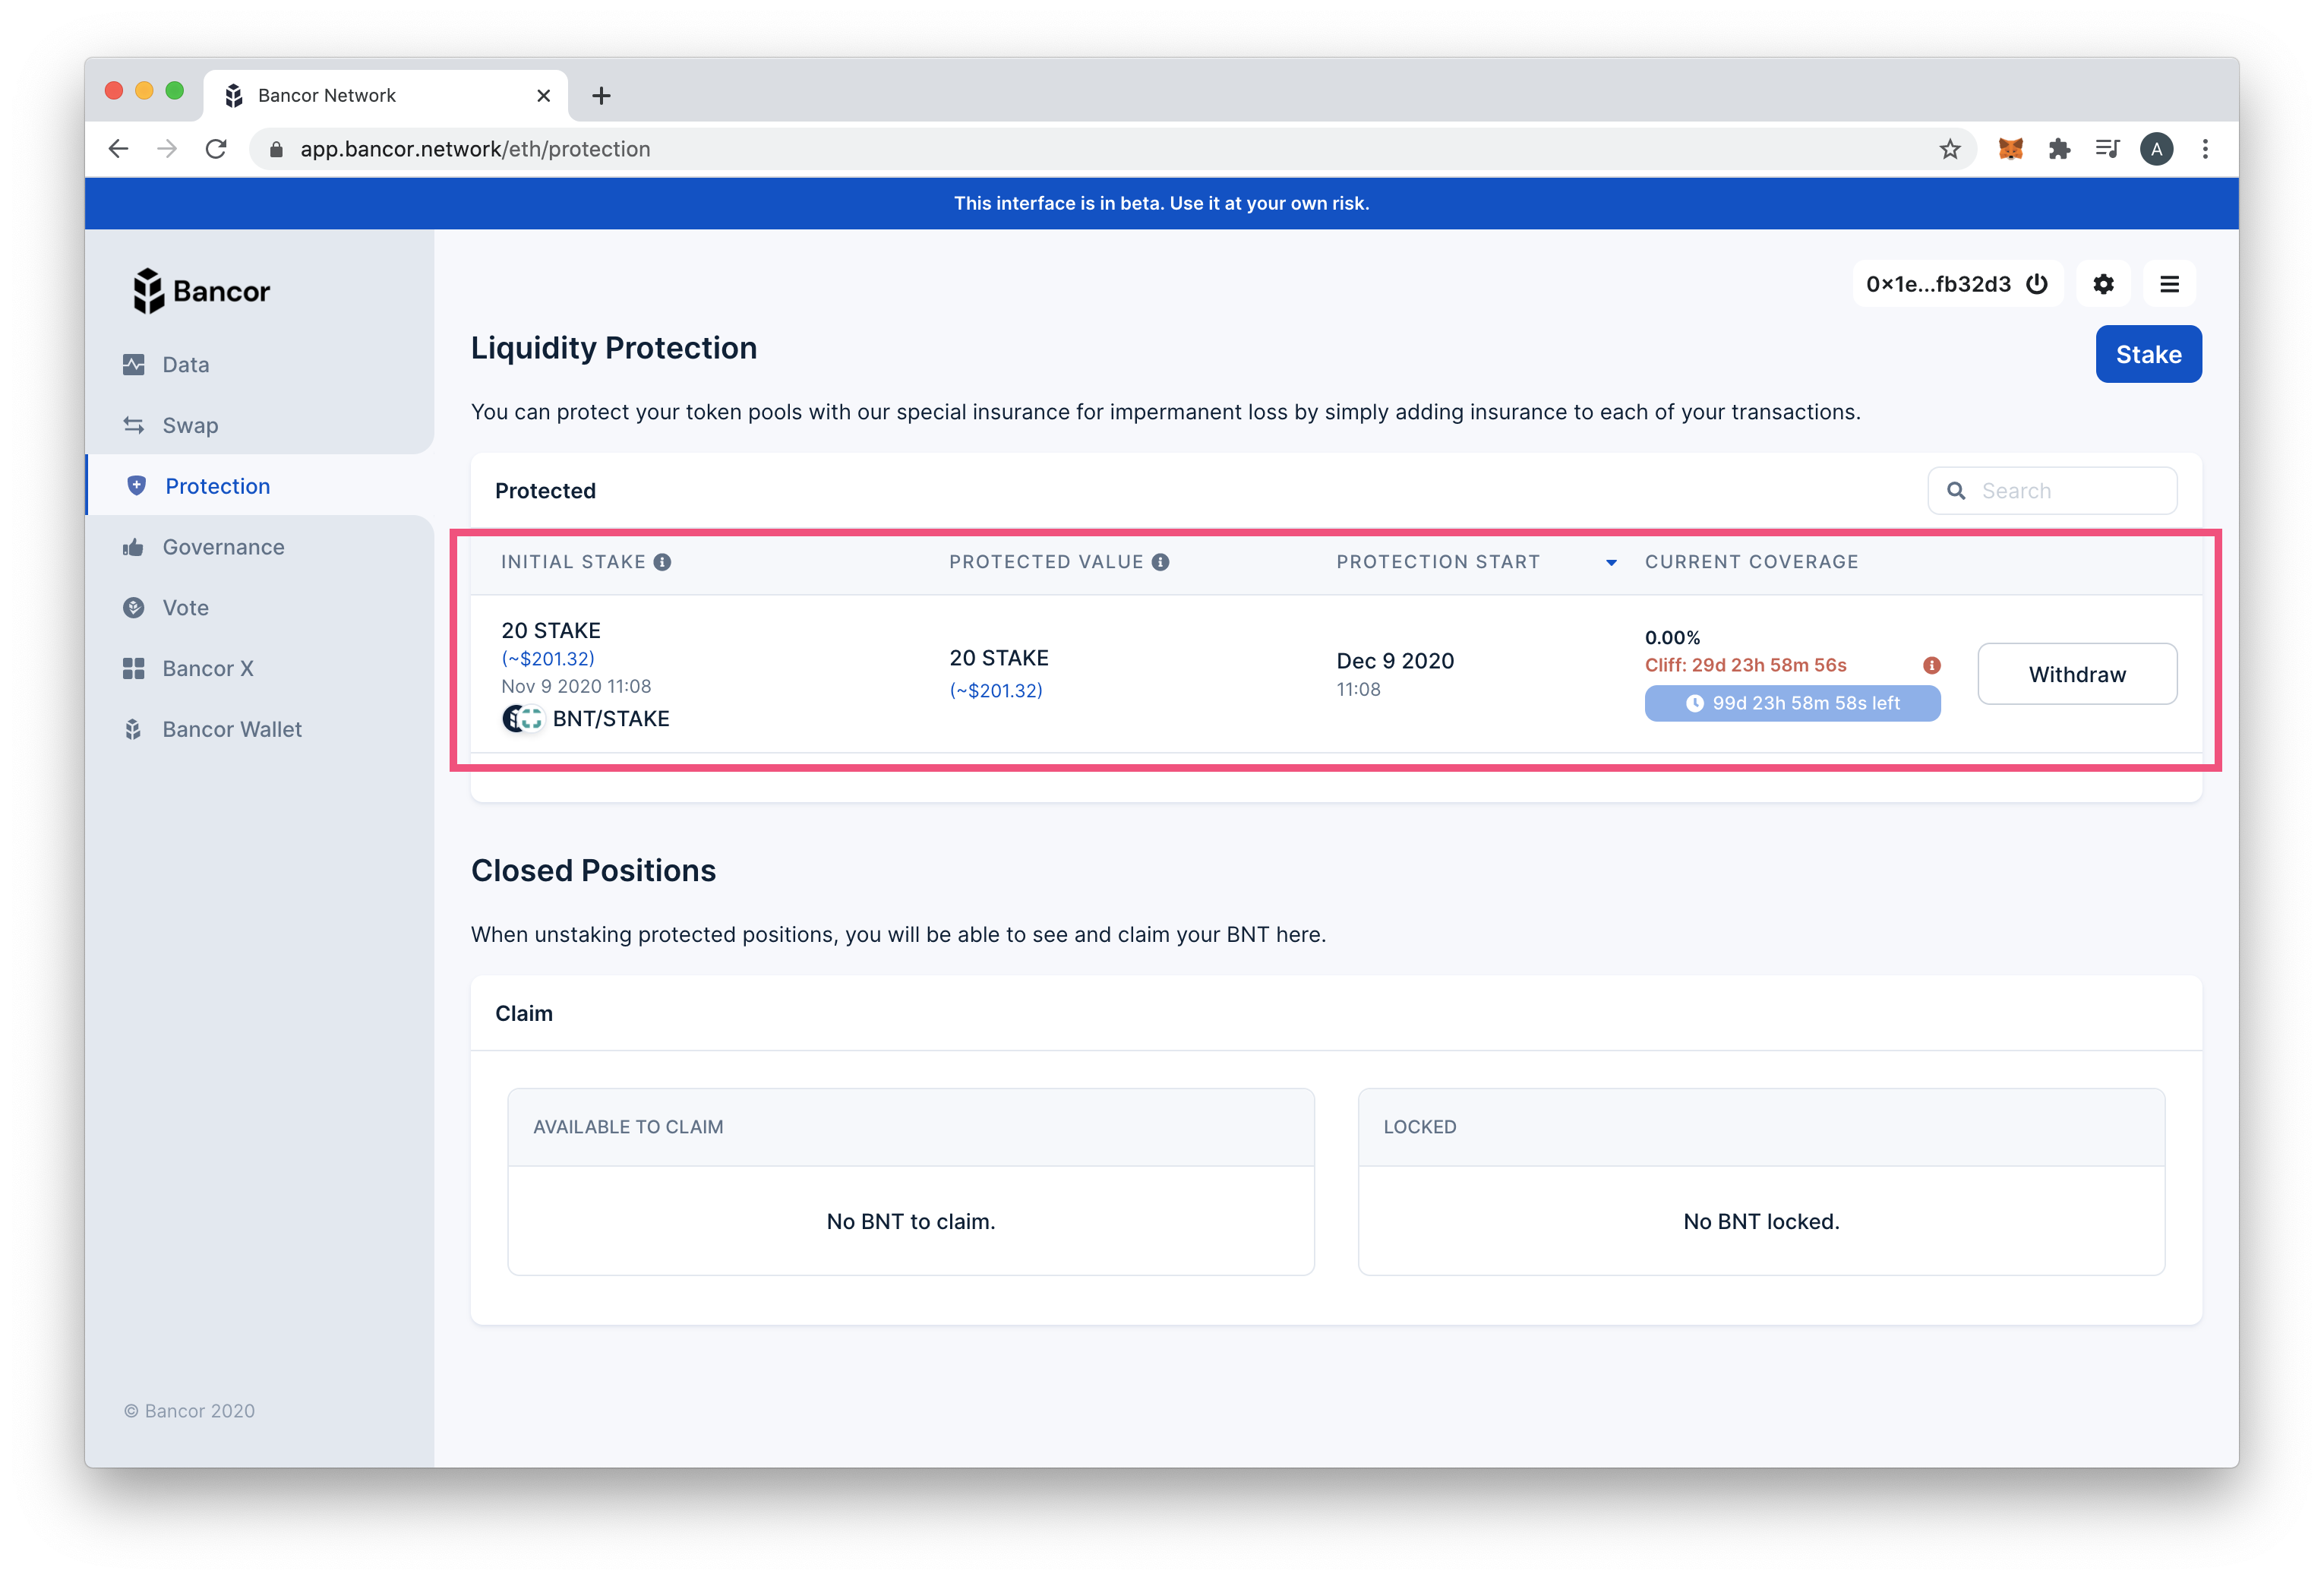 Bancor Network
app.bancor.network/eth/protection
A
This interface is in beta. Use it at your own risk.
Bancor
0x1e...fb32d3
Data
Swap
Protection
Governance
Vote
Bancor X
Bancor Wallet
© Bancor 2020
Liquidity Protection
Stake
You can protect your token pools with our special insurance for impermanent loss by simply adding insurance to each of your transactions.
Protected
Search
INITIAL STAKE
PROTECTED VALUE
PROTECTION START
CURRENT COVERAGE
20 STAKE
(~$201.32)
Nov 9 2020 11:08
BNT/STAKE
20 STAKE
(~$201.32)
Dec 9 2020
11:08
0.00%
Cliff: 29d 23h 58m 56s
99d 23h 58m 58s left
Withdraw
Closed Positions
When unstaking protected positions, you will be able to see and claim your BNT here.
Claim
AVAILABLE TO CLAIM
No BNT to claim.
LOCKED
No BNT locked.